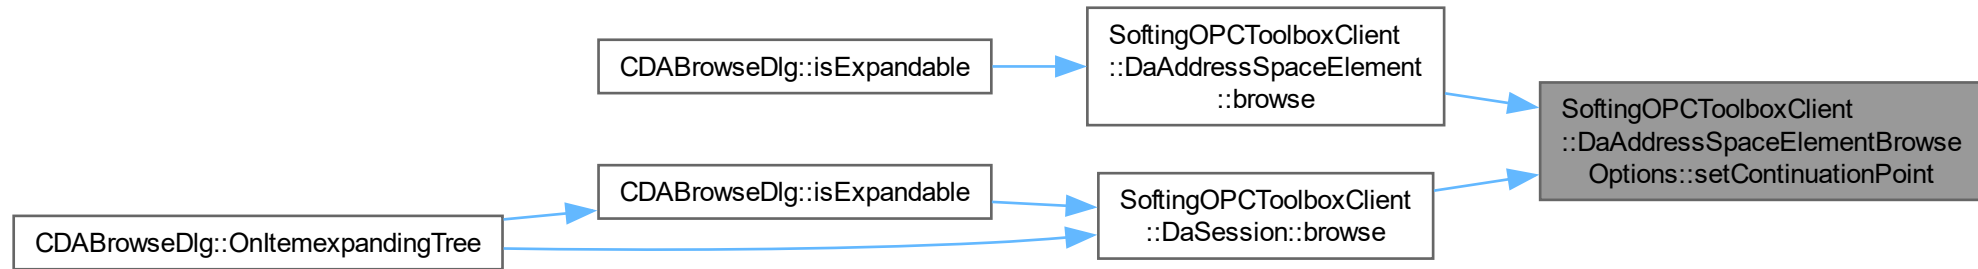 SoftingOPCToolboxClient
::DaAddressSpaceElement
::browse
CDABrowseDlg::isExpandable
SoftingOPCToolboxClient
::DaAddressSpaceElementBrowse
Options::setContinuationPoint
CDABrowseDlg::isExpandable
SoftingOPCToolboxClient
::DaSession::browse
CDABrowseDlg::OnItemexpandingTree